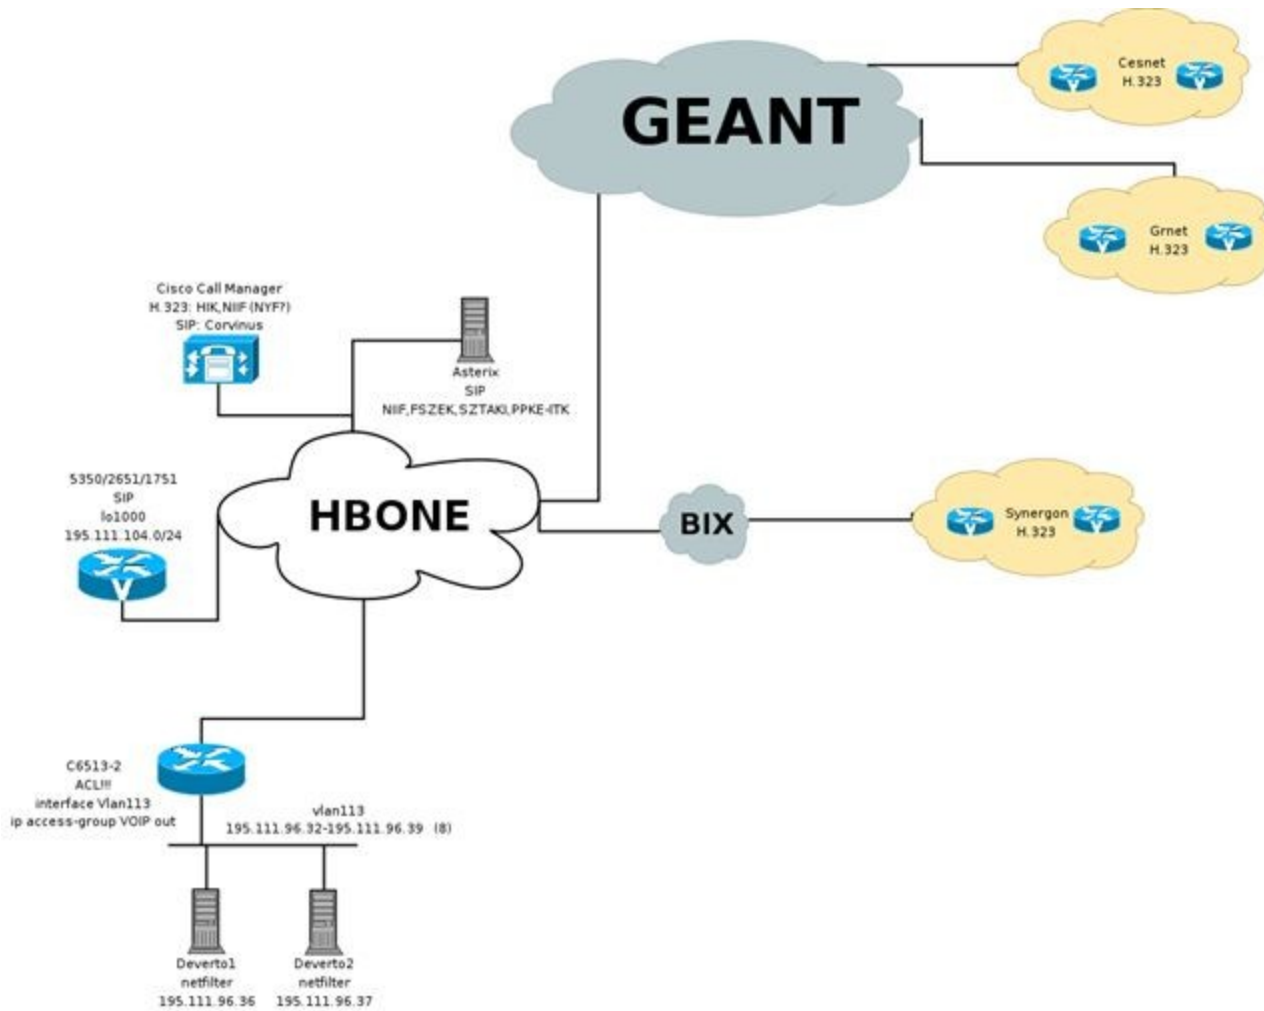 GEANT
Cesnet
H.323
Grnet
H.323
Cisco Call Manager
H.323: HIK,NIIF(NYF?)
SIP: Corvinus
Asterix
SIP
NIIF,FSZEK,SZTAKI,PPKE-ITK
5350/2651/1751
SIP
lo1000
195.111.104.0/24
HBONE
BIX
Synergon
H.323
C6513-2
ACL!!!
interface Vlan113
ip access-group VOIP out
vlan113
195.111.96.32-195.111.96.39 (8)
Deverto1
netfilter
195.111.96.36
Deverto2
netfilter
195.111.96.37